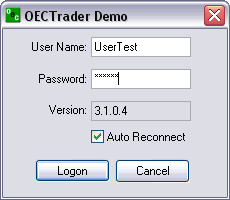 OECTrader Demo
User Name: UserTest
Password: ******
Version: 3.1.0.4
Auto Reconnect
Logon Cancel